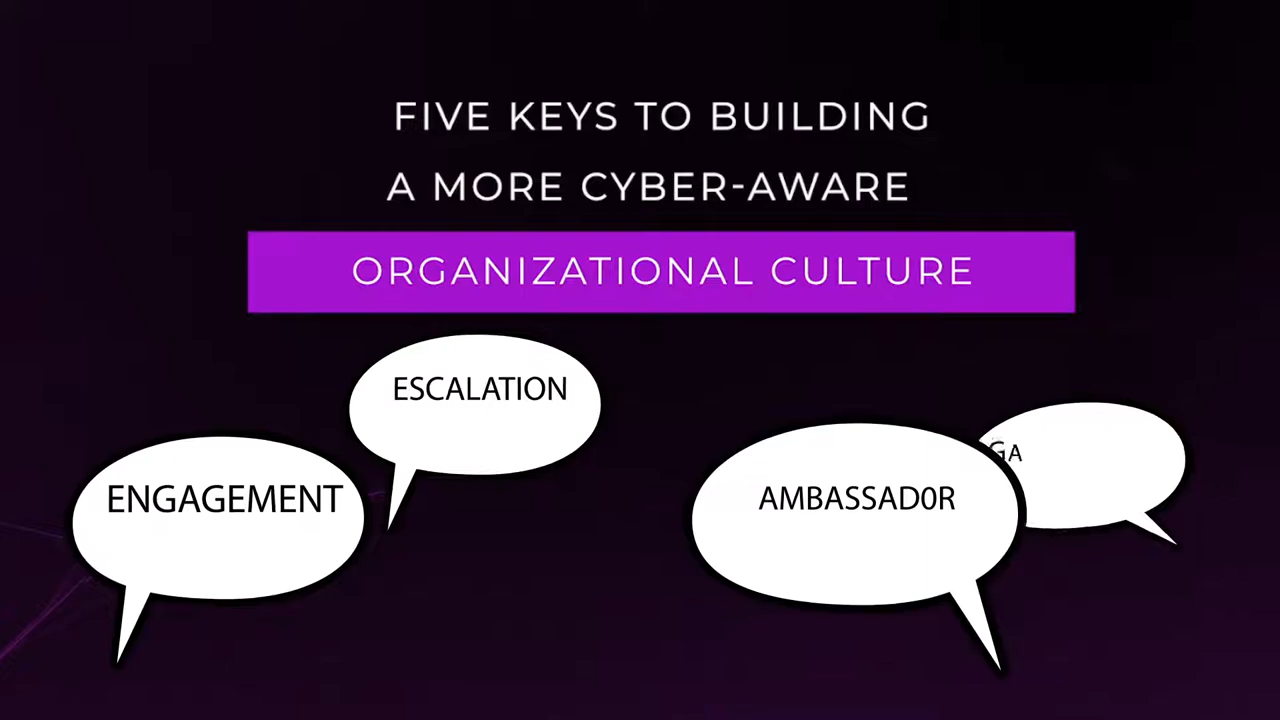 FIVE KEYS TO BUILDING
A MORE CYBER-AWARE
ORGANIZATIONAL CULTURE
ESCALATION
ENGAGEMENT
AMBASSAD0R